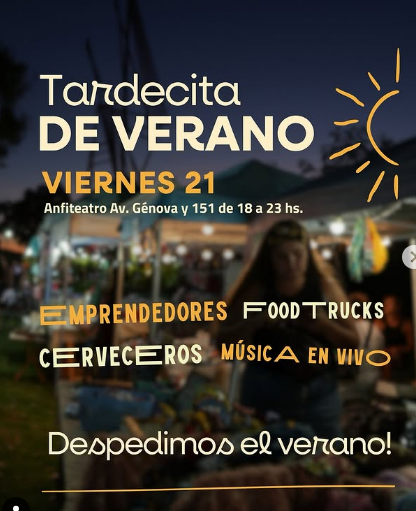 Tardecita
DE VERANO
VIERNES 21
Anfiteatro Av. Génova y 151 de 18 a 23 hs.
EMPRENDEDORES FOODTRUCKS
CERVECEROS MÚSICA EN VIVO
Despedimos el verano!